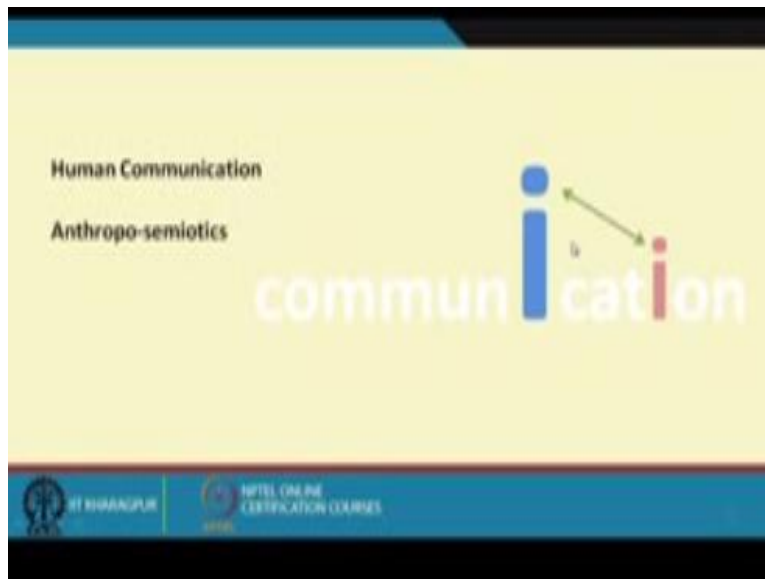 Human Communication
Anthropo-semiotics
communication
IIT KHARAGPUR
NPTEL ONLINE
CERTIFICATION COURSES